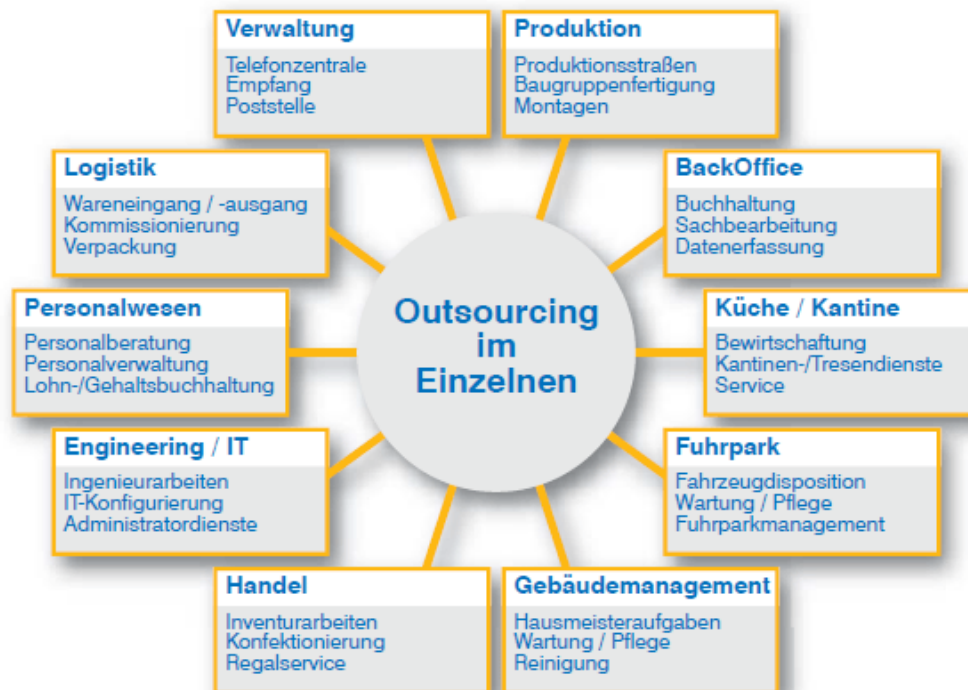 Verwaltung
Telefonzentrale
Empfang
Poststelle
Produktion
Produktionsstraßen
Baugruppenfertigung
Montagen
Logistik
Wareneingang / -ausgang
Kommissionierung
Verpackung
BackOffice
Buchhaltung
Sachbearbeitung
Datenerfassung
Personalwesen
Personalberatung
Personalverwaltung
Lohn-/Gehaltsbuchhaltung
Outsourcing
im
Einzelnen
Küche / Kantine
Bewirtschaftung
Kantinen-/Tresendienste
Service
Engineering / IT
Ingenieurarbeiten
IT-Konfigurierung
Administratordienste
Fuhrpark
Fahrzeugdisposition
Wartung / Pflege
Fuhrparkmanagement
Handel
Inventurarbeiten
Konfektionierung
Regalservice
Gebäudemanagement
Hausmeisteraufgaben
Wartung / Pflege
Reinigung